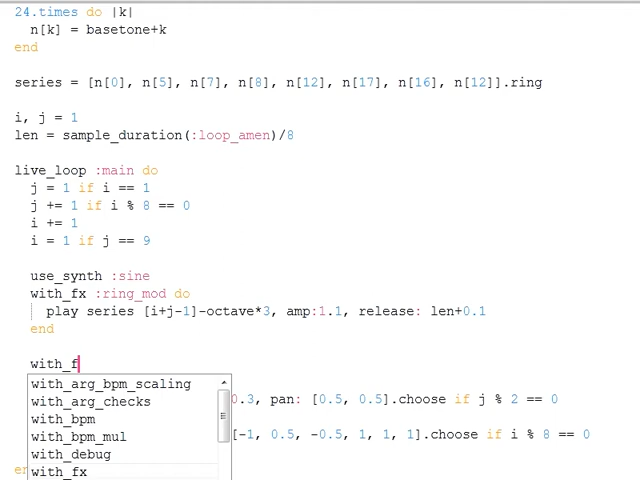 24.times do |k|
n[k] = basetone+k
end
series = [n[0], n[5], n[7], n[8], n[12], n[17], n[16], n[12]].ring
i, j = 1
len = sample_duration(:loop_amen)/8
live_loop :main do
j = 1 if i == 1
j += 1 if i % 8 == 0
i += 1
i = 1 if j == 9
use_synth :sine
with_fx :ring_mod do
play series [i+j-1]-octave*3, amp:1.1, release: len+0.1
end
with_f
with_arg_bpm_scaling
with_arg_checks
0.3, pan: [0.5, 0.5].choose if j % 2 == 0
with_bpm
with_bpm_mul
[-1, 0.5, -0.5, 1, 1, 1].choose if i % 8 == 0
with_debug
with_fx